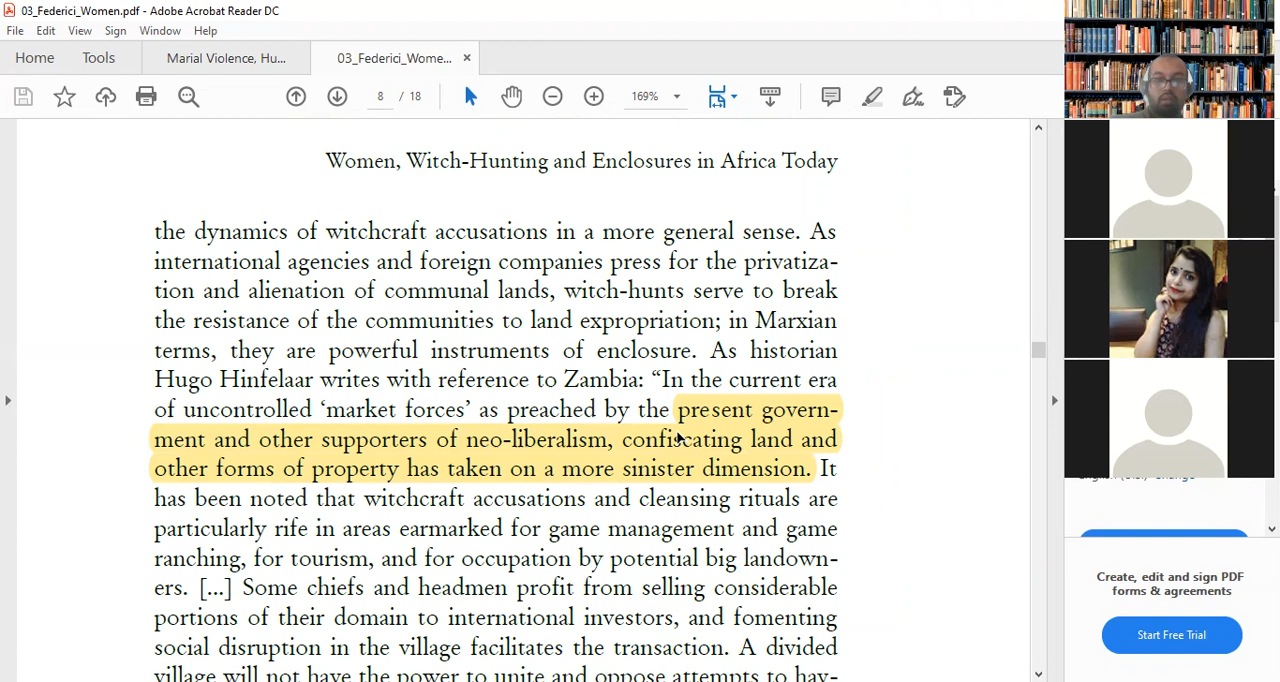 03_Federici_Women.pdf - Adobe Acrobat Reader DC
File Edit View Sign Window Help
Home Tools Marial Violence, Hu... 03_Federici_Wome... ×
8 / 18 169%
Women, Witch-Hunting and Enclosures in Africa Today
the dynamics of witchcraft accusations in a more general sense. As
international agencies and foreign companies press for the privatiza-
tion and alienation of communal lands, witch-hunts serve to break
the resistance of the communities to land expropriation; in Marxian
terms, they are powerful instruments of enclosure. As historian
Hugo Hinfelaar writes with reference to Zambia: “In the current era
of uncontrolled ‘market forces’ as preached by the present govern-
ment and other supporters of neo-liberalism, confiscating land and
other forms of property has taken on a more sinister dimension. It
has been noted that witchcraft accusations and cleansing rituals are
particularly rife in areas earmarked for game management and game
ranching, for tourism, and for occupation by potential big landown-
ers. [...] Some chiefs and headmen profit from selling considerable
portions of their domain to international investors, and fomenting
social disruption in the village facilitates the transaction. A divided
village will not have the power to unite and oppose attempts to hav-
Create, edit and sign PDF
forms & agreements
Start Free Trial